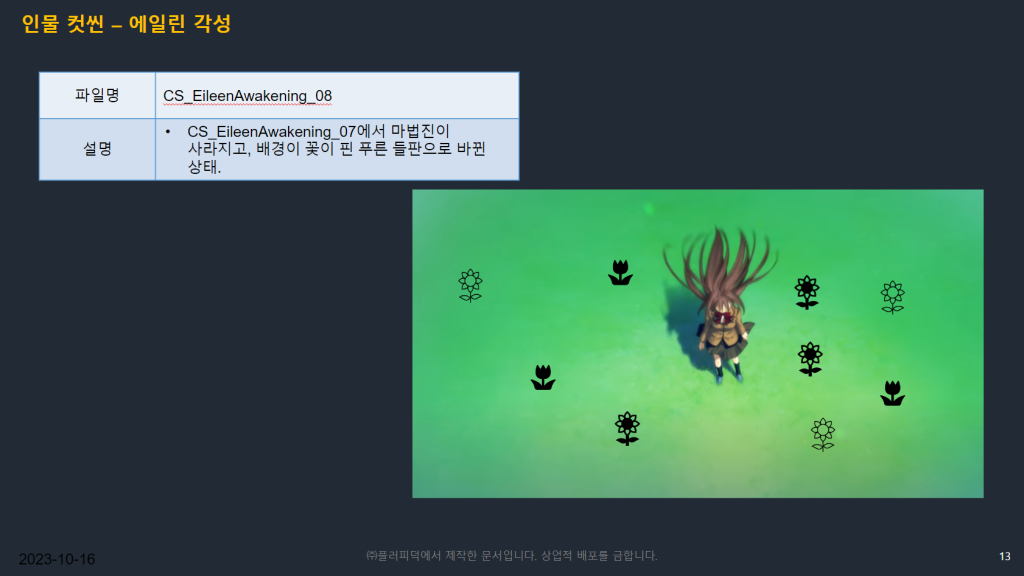 인물 컷씬 – 에일린 각성
파일명
CS_EileenAwakening_08
설명
• CS_EileenAwakening_07에서 마법진이
사라지고, 배경이 꽃이 핀 푸른 들판으로 바뀐
상태.
2023-10-16
㈜플러피덕에서 제작한 문서입니다. 상업적 배포를 금합니다.
13